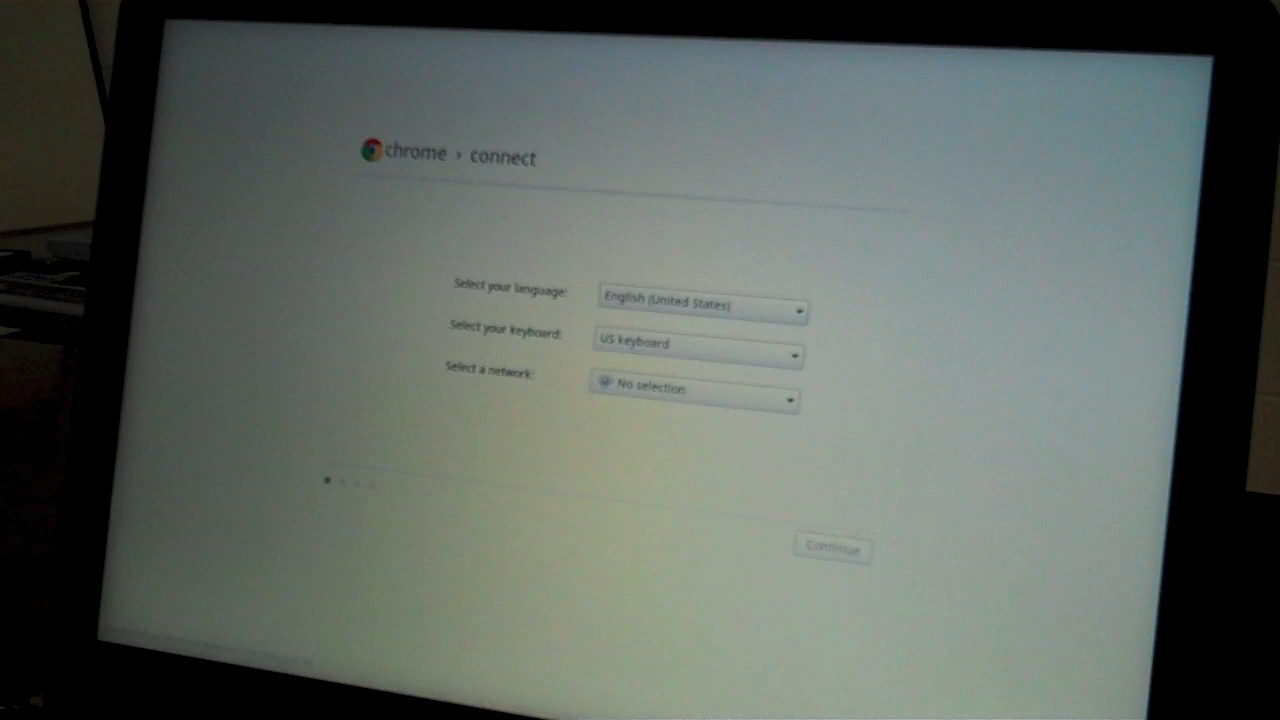 chrome › connect
Select your language: English (United States)
Select your keyboard: US keyboard
Select a network: No selection
Continue